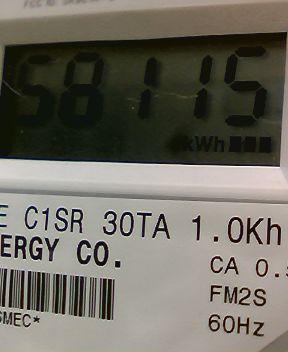 58115
kWh
E C1SR 30TA 1.0Kh
ERGY CO.
CA 0.
FM2S
60Hz
SMEC*